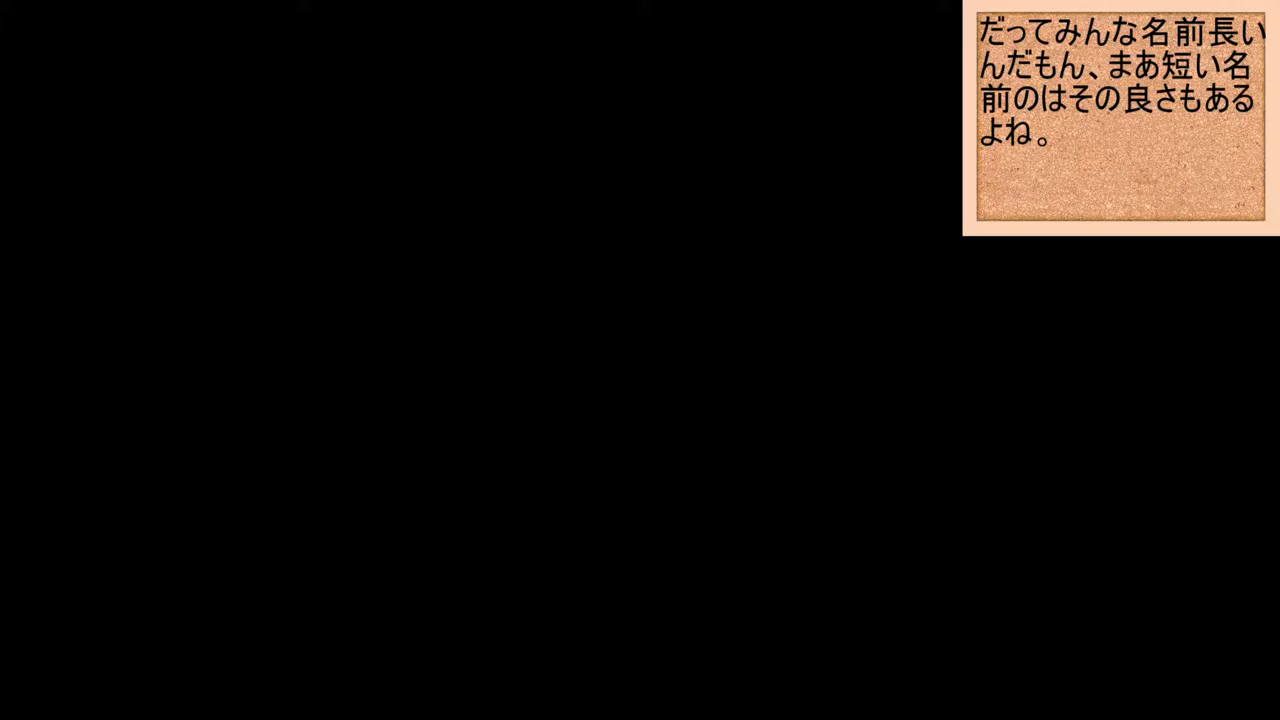 だってみんな名前長い
んだもん、まあ短い名
前のはその良さもある
よね。